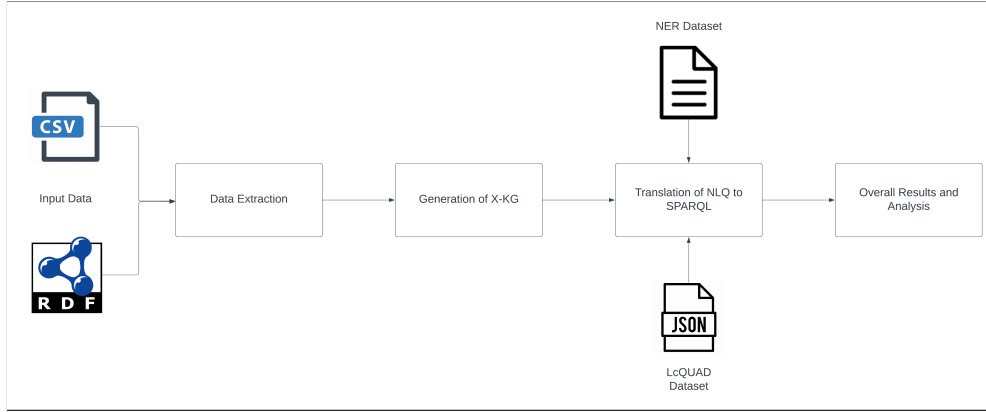 NER Dataset
CSV
Input Data
RDF
Data Extraction
Generation of X-KG
Translation of NLQ to
SPARQL
Overall Results and
Analysis
JSON
LcQUAD
Dataset